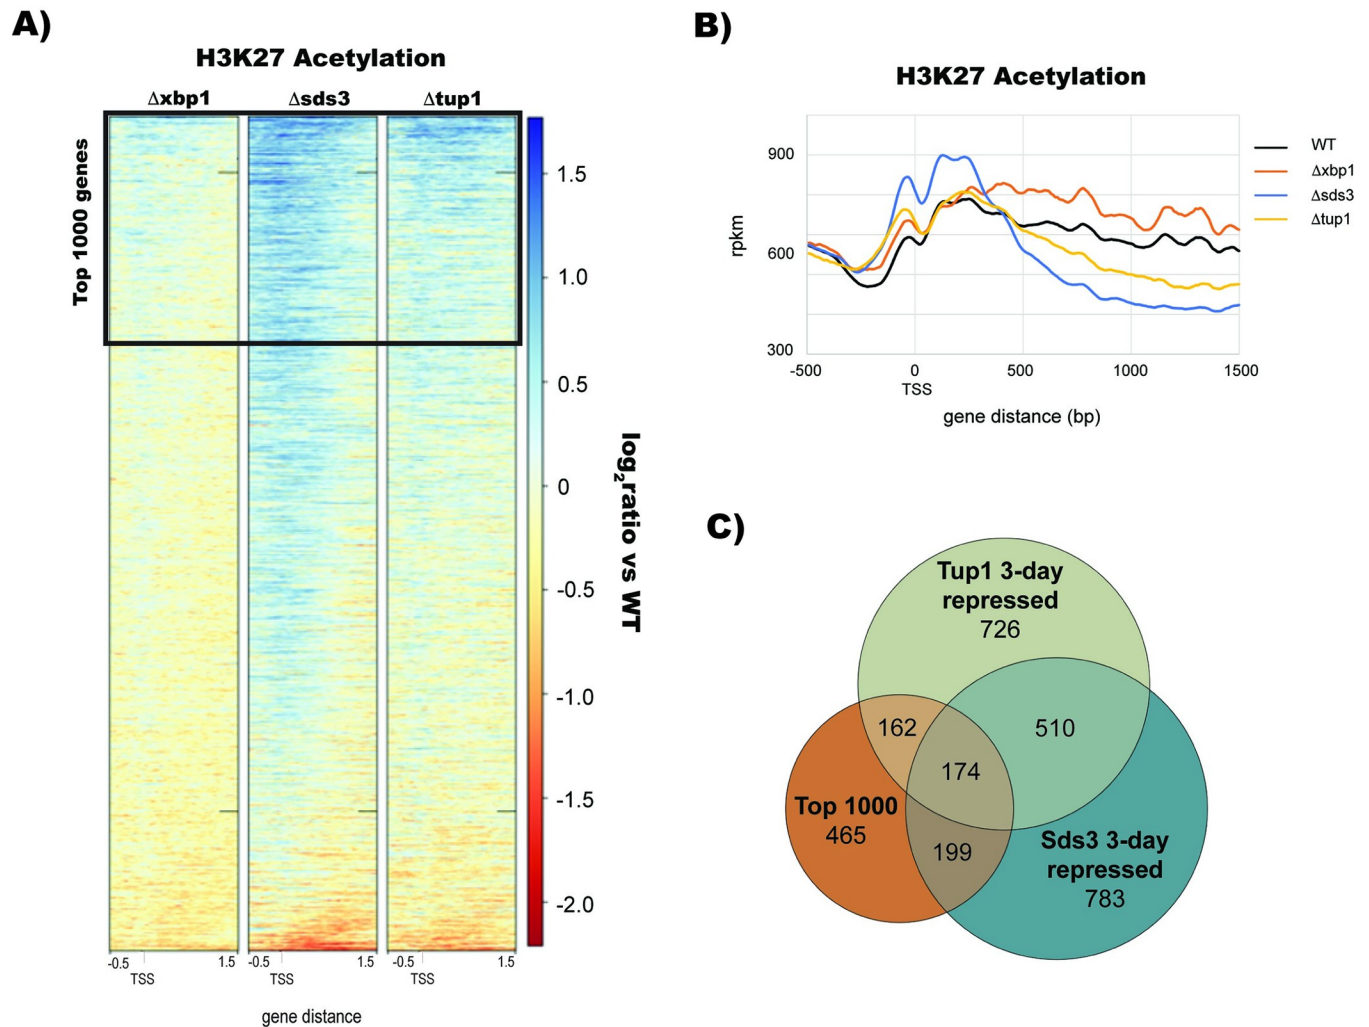 A)
H3K27 Acetylation
Δxbp1 Δsds3 Δtup1
Top 1000 genes
1.5
1.0
0.5
0
-0.5
-1.0
-1.5
-2.0
log2ratio vs WT
-0.5 1.5 -0.5 1.5 -0.5 1.5
TSS TSS TSS
gene distance
B)
H3K27 Acetylation
900
600
300
rpkm
-500 0 500 1000 1500
TSS
gene distance (bp)
WT
Δxbp1
Δsds3
Δtup1
C)
Tup1 3-day
repressed
726
162
510
174
Top 1000
465
199
Sds3 3-day
repressed
783